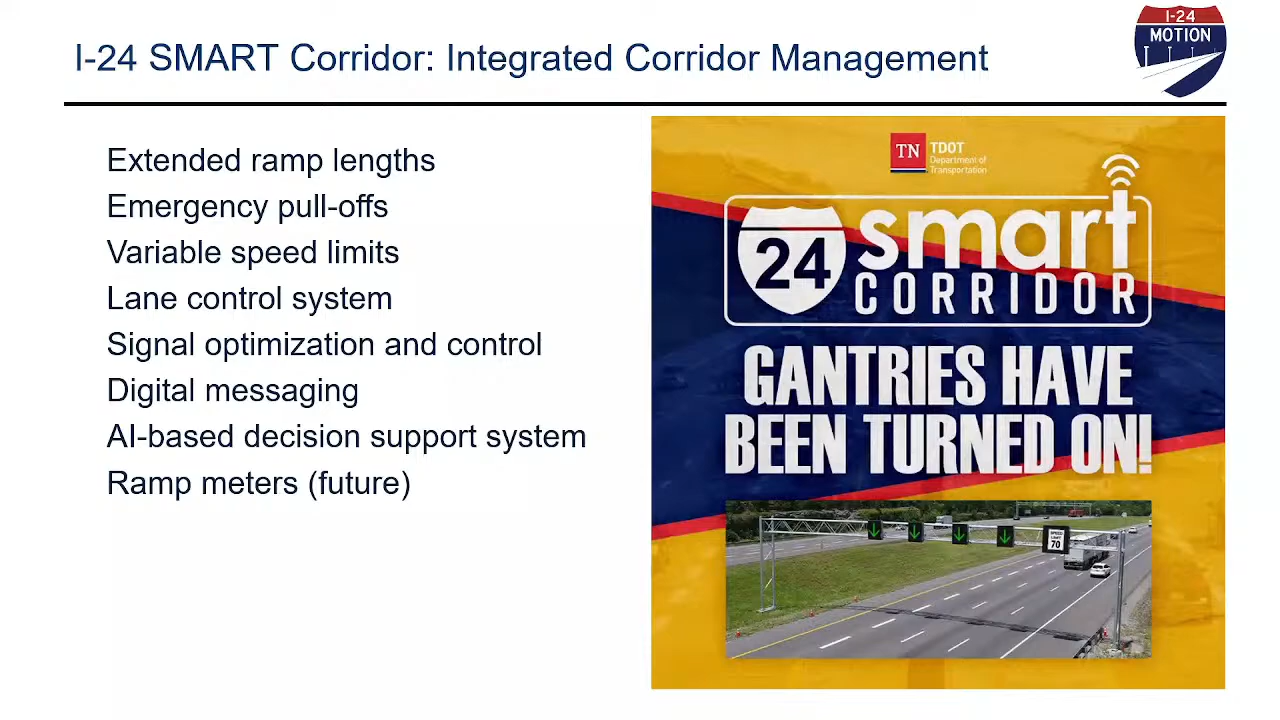 I-24 SMART Corridor: Integrated Corridor Management
I-24
MOTION
Extended ramp lengths
Emergency pull-offs
Variable speed limits
Lane control system
Signal optimization and control
Digital messaging
AI-based decision support system
Ramp meters (future)
TN
TDOT
Department of
Transportation
24
smart
CORRIDOR
GANTRIES HAVE
BEEN TURNED ON!
SPEED
LIMIT
70